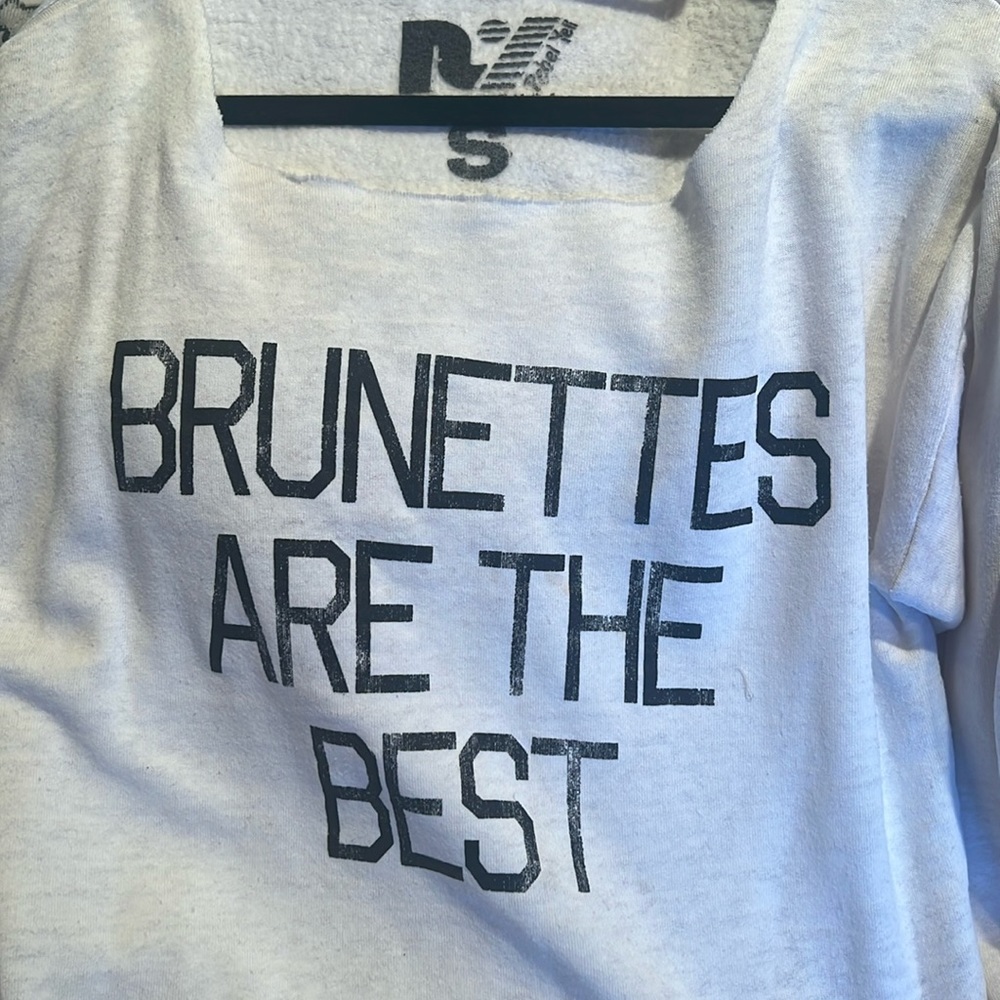 Rebel Yell
S
BRUNETTES
ARE THE
BEST